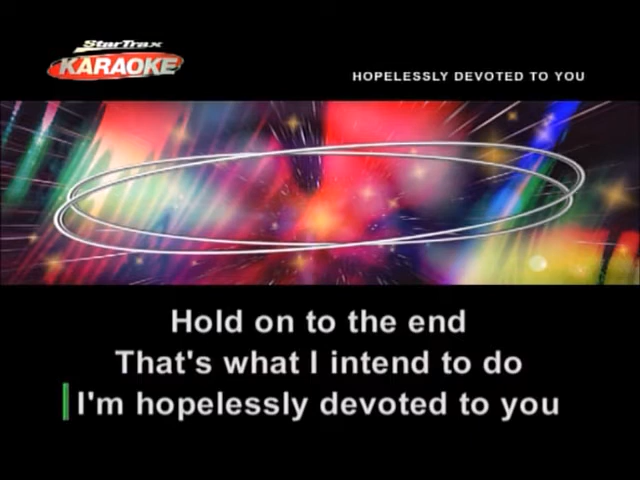 StarTrax
KARAOKE
HOPELESSLY DEVOTED TO YOU
Hold on to the end
That's what I intend to do
I'm hopelessly devoted to you